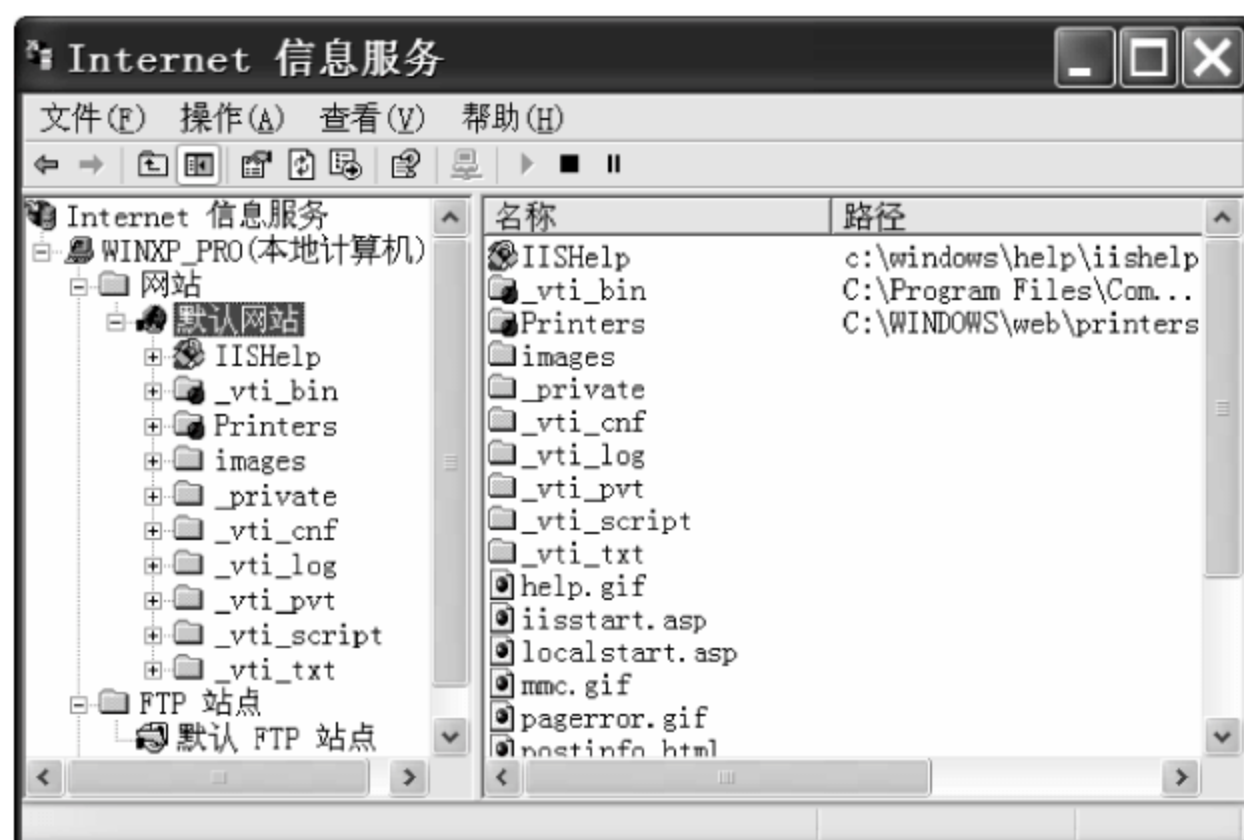 Internet 信息服务
文件(F) 操作(A) 查看(V) 帮助(H)
Internet 信息服务
WINXP_PRO(本地计算机)
网站
默认网站
IISHelp
_vti_bin
Printers
images
_private
_vti_cnf
_vti_log
_vti_pvt
_vti_script
_vti_txt
FTP 站点
默认 FTP 站点
名称 路径
IISHelp c:\windows\help\iishelp
_vti_bin C:\Program Files\Com...
Printers C:\WINDOWS\web\printers
images
_private
_vti_cnf
_vti_log
_vti_pvt
_vti_script
_vti_txt
help.gif
iisstart.asp
localstart.asp
mmc.gif
pagerror.gif
postinfo.html